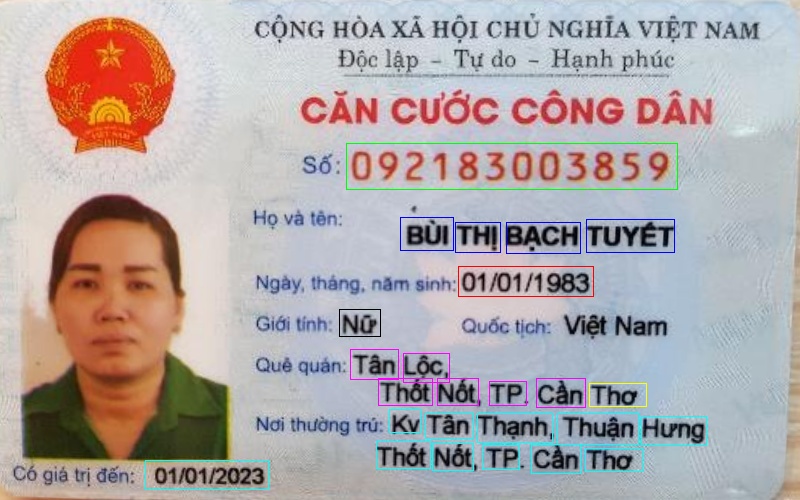 CỘNG HÒA XÃ HỘI CHỦ NGHĨA VIỆT NAM
Độc lập - Tự do - Hạnh phúc
CĂN CƯỚC CÔNG DÂN
Số: 092183003859
Họ và tên: BÙI THỊ BẠCH TUYẾT
Ngày, tháng, năm sinh: 01/01/1983
Giới tính: Nữ Quốc tịch: Việt Nam
Quê quán: Tân Lộc,
Thốt Nốt, TP. Cần Thơ
Nơi thường trú: Kv Tân Thạnh, Thuận Hưng
Thốt Nốt, TP. Cần Thơ
Có giá trị đến: 01/01/2023